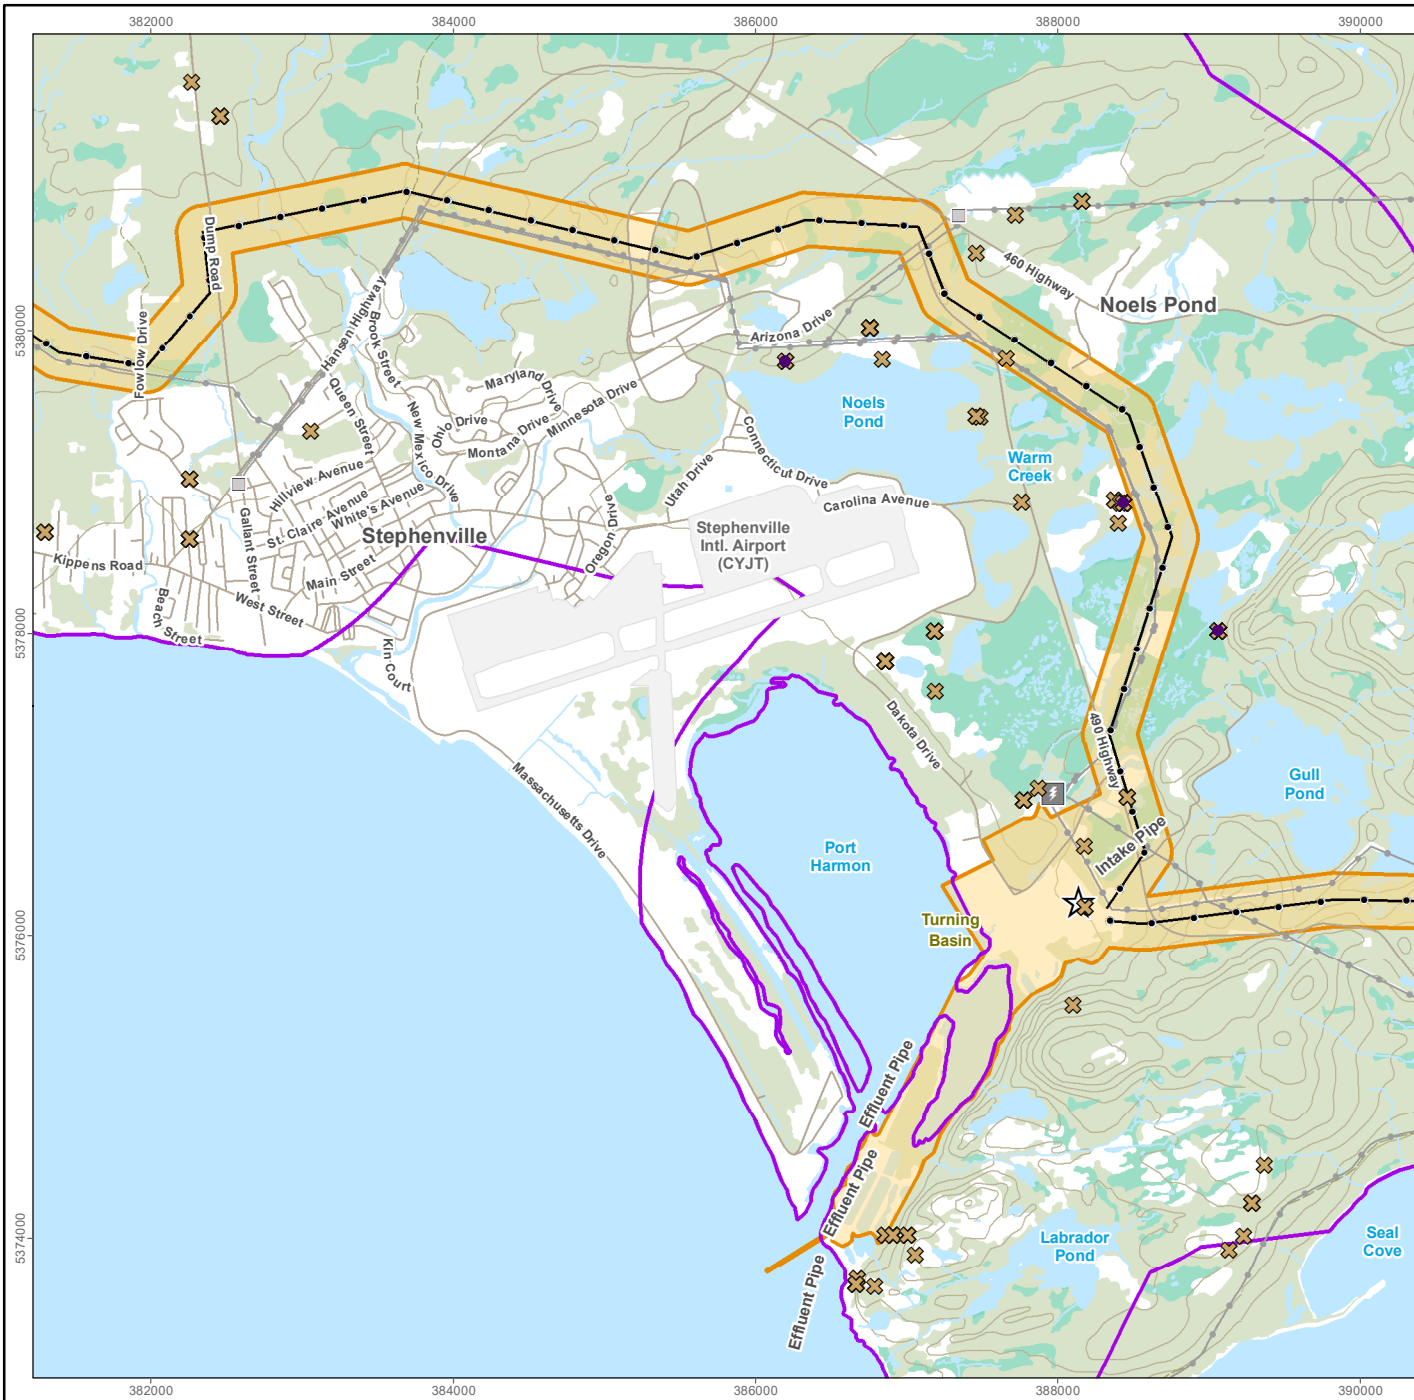 382000
384000
386000
388000
390000
5380000
5378000
5376000
5374000
Dump Road
Fowlow Drive
Hansen Highway
Brook Street
Queen Street
New Mexico Drive
Maryland Drive
Ohio Drive
Montana Drive
Minnesota Drive
Arizona Drive
460 Highway
Noels Pond
Noels
Pond
Warm
Creek
Connecticut Drive
Utah Drive
Carolina Avenue
Hillview Avenue
St. Claire Avenue
White's Avenue
Gallant Street
Stephenville
Oregon Drive
Stephenville
Intl. Airport
(CYJT)
Kippens Road
Main Street
West Street
Beach Street
Kin Court
Dakota Drive
490 Highway
Massachusetts Drive
Gull
Pond
Port
Harmon
Intake Pipe
Turning
Basin
Effluent Pipe
Effluent Pipe
Effluent Pipe
Labrador
Pond
Seal
Cove
382000
384000
386000
388000
390000